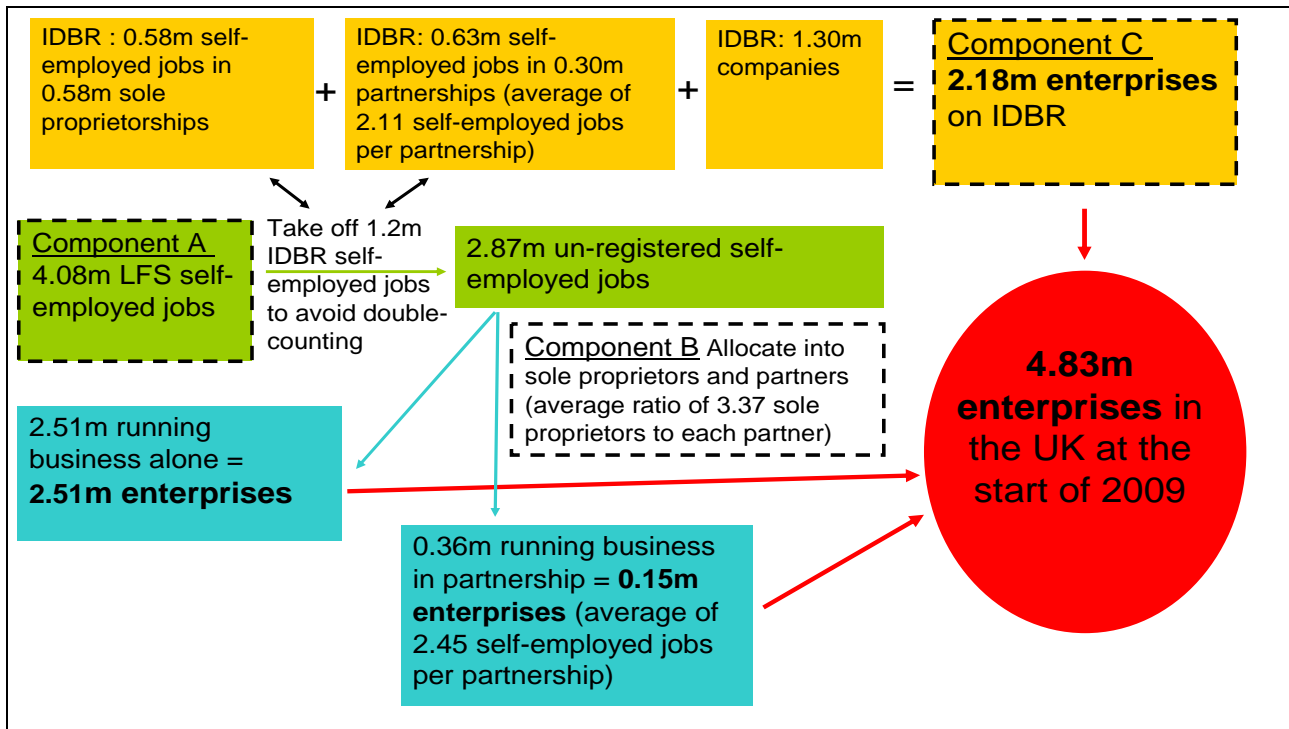 IDBR : 0.58m self-
employed jobs in
0.58m sole
proprietorships
+
IDBR: 0.63m self-
employed jobs in 0.30m
partnerships (average of
2.11 self-employed jobs
per partnership)
+
IDBR: 1.30m
companies
=
Component C
2.18m enterprises
on IDBR
Component A
4.08m LFS self-
employed jobs
Take off 1.2m
IDBR self-
employed jobs
to avoid double-
counting
2.87m un-registered self-
employed jobs
Component B Allocate into
sole proprietors and partners
(average ratio of 3.37 sole
proprietors to each partner)
2.51m running
business alone =
2.51m enterprises
0.36m running business
in partnership = 0.15m
enterprises (average of
2.45 self-employed jobs
per partnership)
4.83m
enterprises in
the UK at the
start of 2009